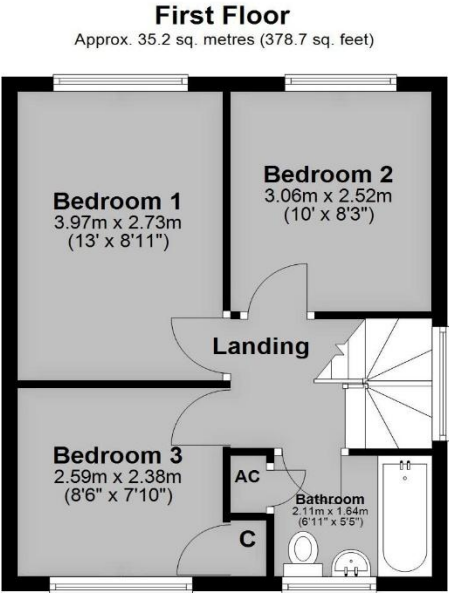 First Floor
Approx. 35.2 sq. metres (378.7 sq. feet)
Bedroom 1
3.97m x 2.73m
(13' x 8'11")
Bedroom 2
3.06m x 2.52m
(10' x 8'3")
Landing
Bedroom 3
2.59m x 2.38m
(8'6" x 7'10")
AC
Bathroom
2.11m x 1.64m
(6'11" x 5'5")
C